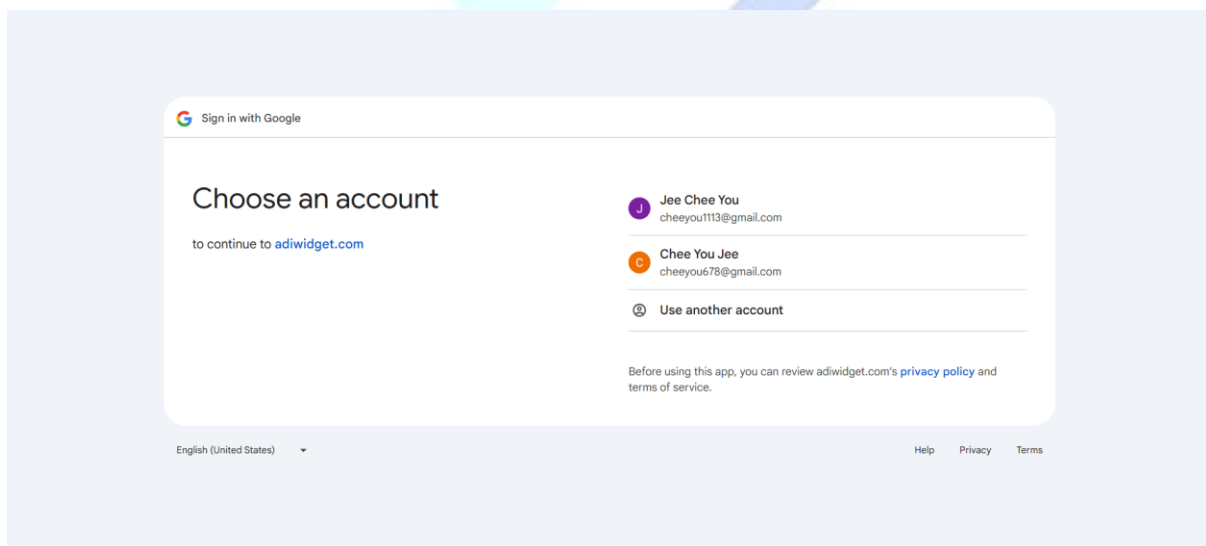 Sign in with Google
Choose an account
to continue to adiwidget.com
J
Jee Chee You
cheeyou1113@gmail.com
C
Chee You Jee
cheeyou678@gmail.com
Use another account
Before using this app, you can review adiwidget.com's privacy policy and
terms of service.
English (United States)
Help Privacy Terms